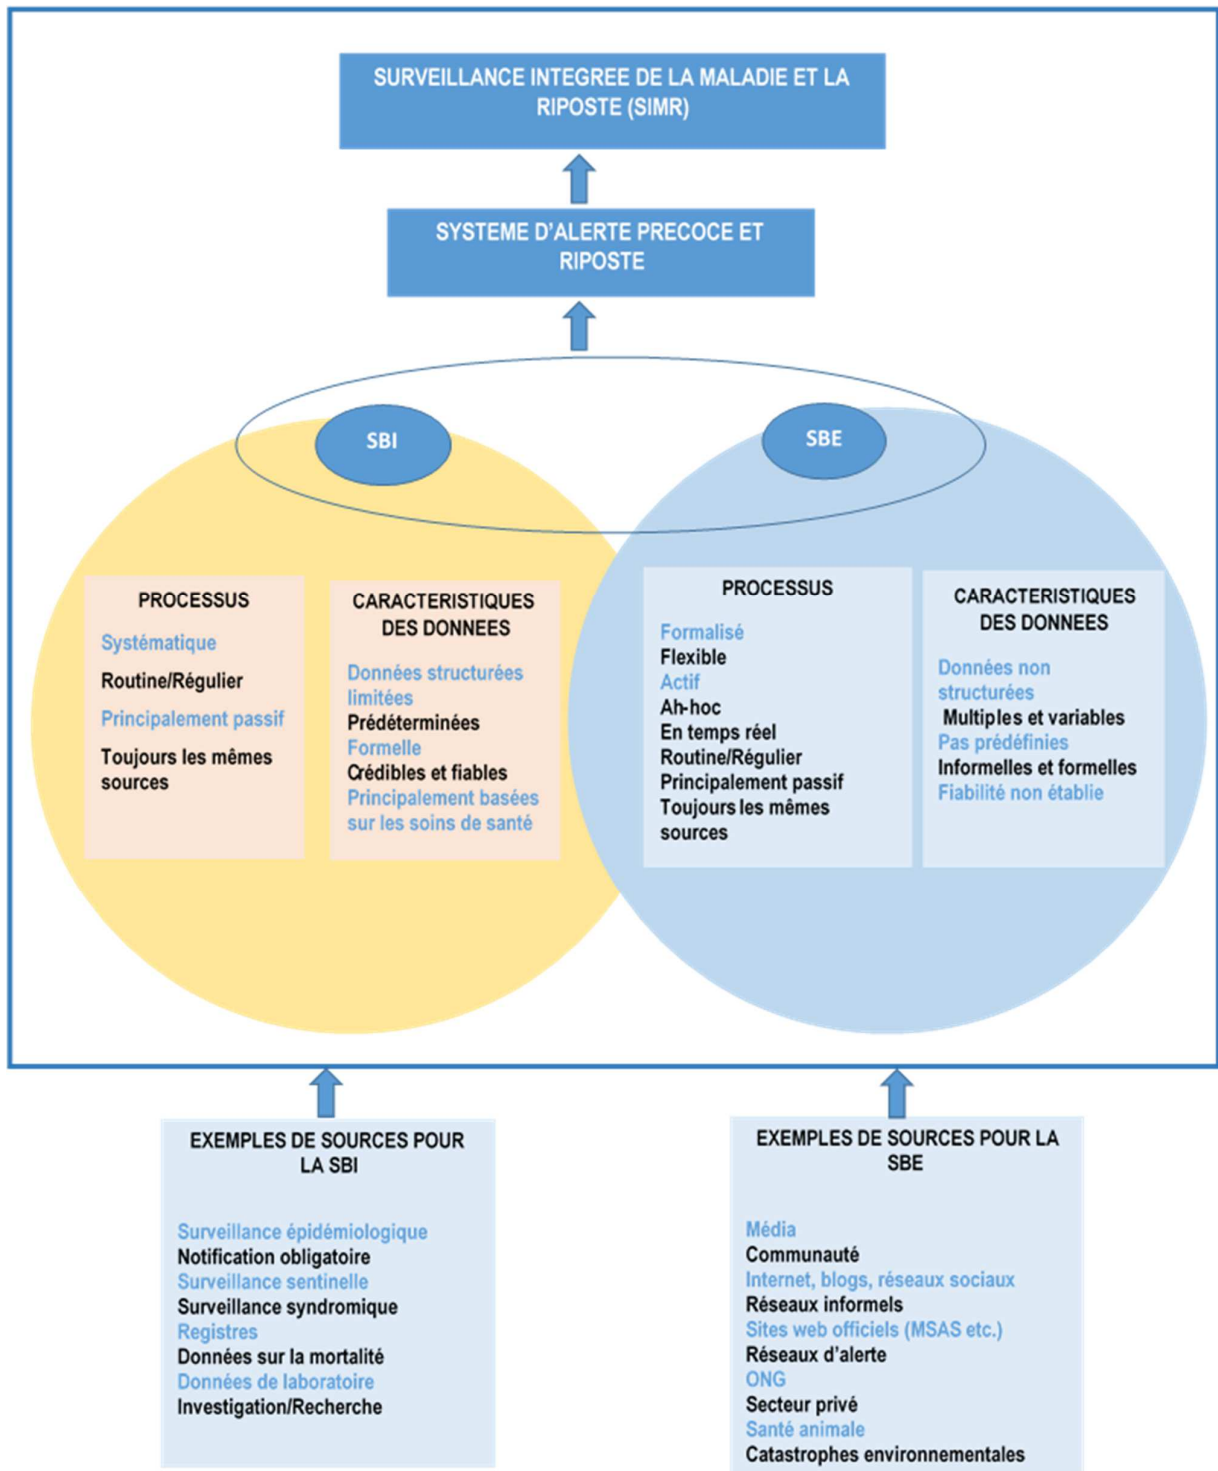 SURVEILLANCE INTEGREE DE LA MALADIE ET LA
RIPOSTE (SIMR)
SYSTEME D'ALERTE PRECOCE ET
RIPOSTE
SBI
SBE
PROCESSUS
Systématique
Routine/Régulier
Principalement passif
Toujours les mêmes
sources
CARACTERISTIQUES
DES DONNEES
Données structurées
limitées
Prédéterminées
Formelle
Crédibles et fiables
Principalement basées
sur les soins de santé
PROCESSUS
Formalisé
Flexible
Actif
Ah-hoc
En temps réel
Routine/Régulier
Principalement passif
Toujours les mêmes
sources
CARACTERISTIQUES
DES DONNEES
Données non
structurées
Multiples et variables
Pas prédéfinies
Informelles et formelles
Fiabilité non établie
EXEMPLES DE SOURCES POUR
LA SBI
Surveillance épidémiologique
Notification obligatoire
Surveillance sentinelle
Surveillance syndromique
Registres
Données sur la mortalité
Données de laboratoire
Investigation/Recherche
EXEMPLES DE SOURCES POUR LA
SBE
Média
Communauté
Internet, blogs, réseaux sociaux
Réseaux informels
Sites web officiels (MSAS etc.)
Réseaux d'alerte
ONG
Secteur privé
Santé animale
Catastrophes environnementales